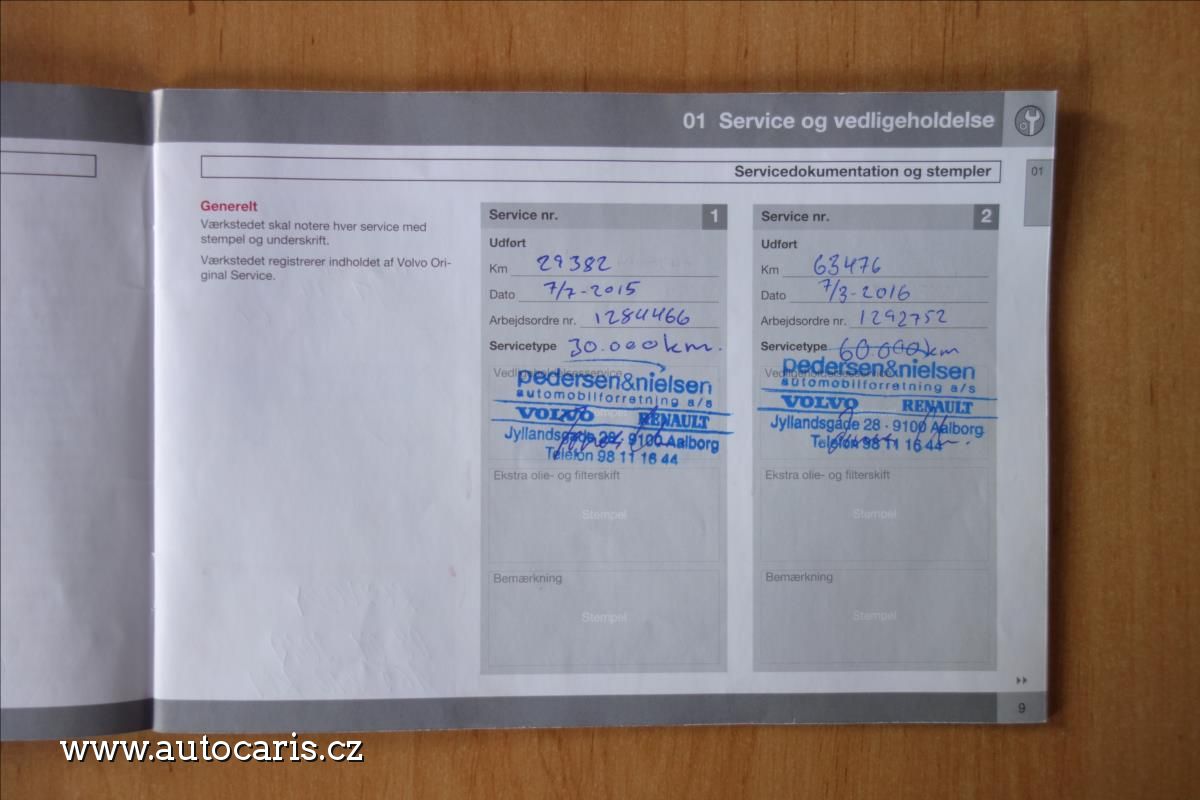 01 Service og vedligeholdelse
Servicedokumentation og stempler
01
Generelt
Værkstedet skal notere hver service med
stempel og underskrift.
Værkstedet registrerer indholdet af Volvo Ori-
ginal Service.
Service nr. 1
Udført
Km 29382
Dato 7/7-2015
Arbejdsordre nr. 1284466
Servicetype 30.000km.
Vedligeholdelsesservice
pedersen&nielsen
automobilforretning a/s
Stempel
VOLVO RENAULT
Jyllandsgade 28 · 9100 Aalborg
Telefon 98 11 16 44
Ekstra olie- og filterskift
Stempel
Bemærkning
Stempel
Service nr. 2
Udført
Km 63476
Dato 7/3-2016
Arbejdsordre nr. 1292752
Servicetype 60.000km
Vedligeholdelsesservice
pedersen&nielsen
automobilforretning a/s
VOLVO RENAULT
Jyllandsgade 28 · 9100 Aalborg
Telefon 98 11 16 44
Ekstra olie- og filterskift
Stempel
Bemærkning
Stempel
9
www.autocaris.cz